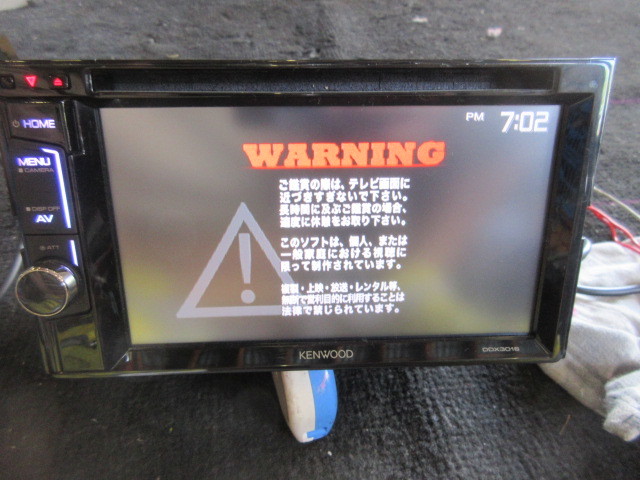 PM 7:02
HOME
MENU
CAMERA
DISP OFF
AV
ATT
WARNING
ご鑑賞の際は、テレビ画面に
近づきすぎないで下さい。
長時間に及ぶご鑑賞の場合、
適度に休憩をお取り下さい。
このソフトは、個人、または
一般家庭における視聴に
限って制作されています。
複製・上映・放送・レンタル等、
無断で営利目的に利用することは
法律で禁じられています。
KENWOOD
DDX3016